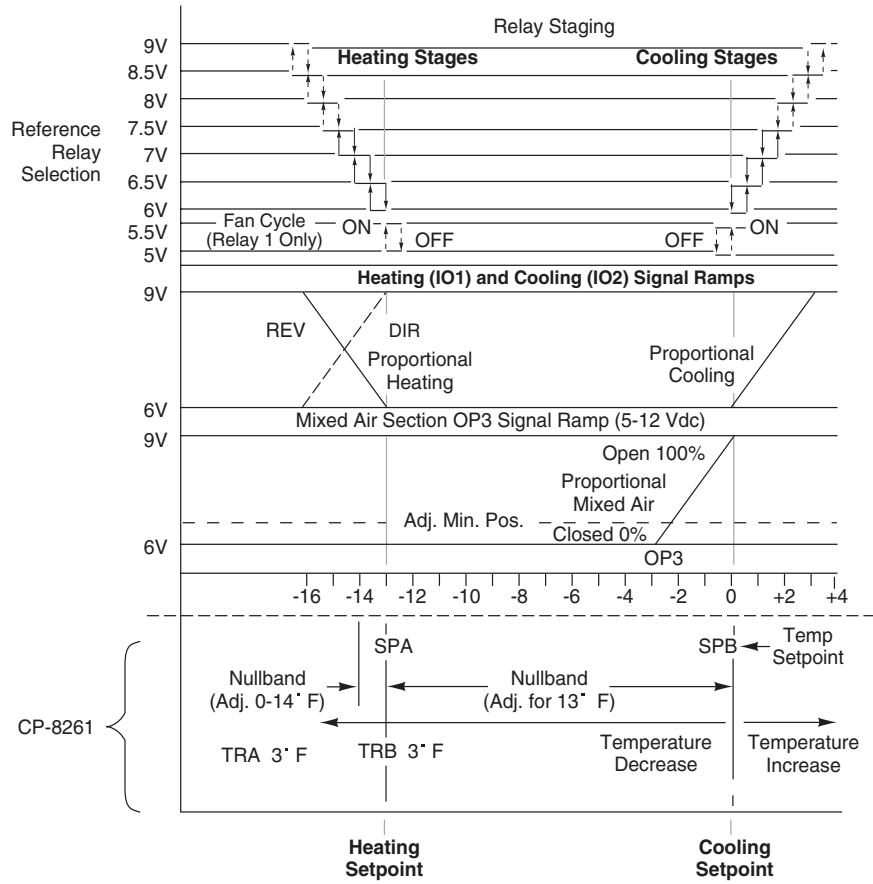 Relay Staging
9V
Heating Stages
Cooling Stages
8.5V
8V
Reference
Relay
Selection
7.5V
7V
6.5V
6V
Fan Cycle
(Relay 1 Only)
ON
OFF
OFF
ON
5.5V
5V
Heating (IO1) and Cooling (IO2) Signal Ramps
9V
REV
DIR
Proportional
Heating
Proportional
Cooling
6V
Mixed Air Section OP3 Signal Ramp (5-12 Vdc)
9V
Open 100%
Proportional
Mixed Air
Adj. Min. Pos.
Closed 0%
6V
OP3
-16 -14 -12 -10 -8 -6 -4 -2 0 +2 +4
SPA
SPB
Temp
Setpoint
Nullband
(Adj. 0-14° F)
Nullband
(Adj. for 13° F)
CP-8261
TRA 3° F
TRB 3° F
Temperature
Decrease
Temperature
Increase
Heating
Setpoint
Cooling
Setpoint